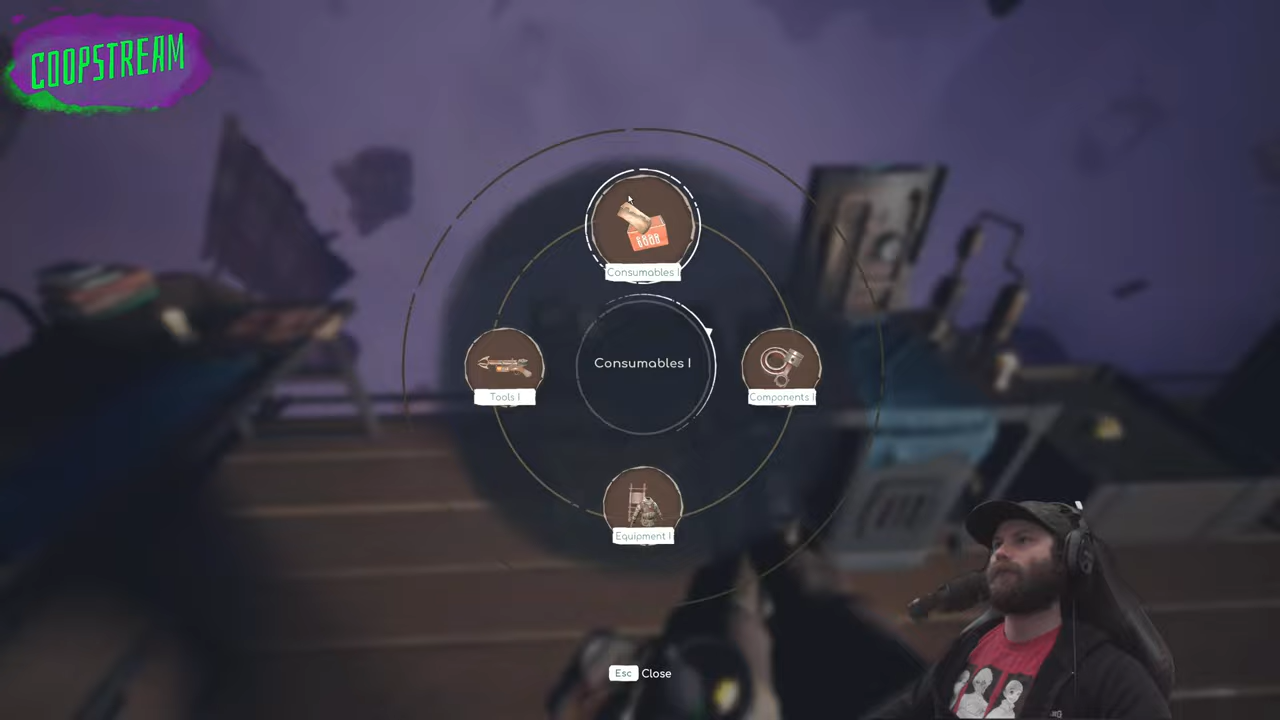 COOPSTREAM
Consumables I
Consumables I
Tools I
Components I
Equipment I
Esc Close